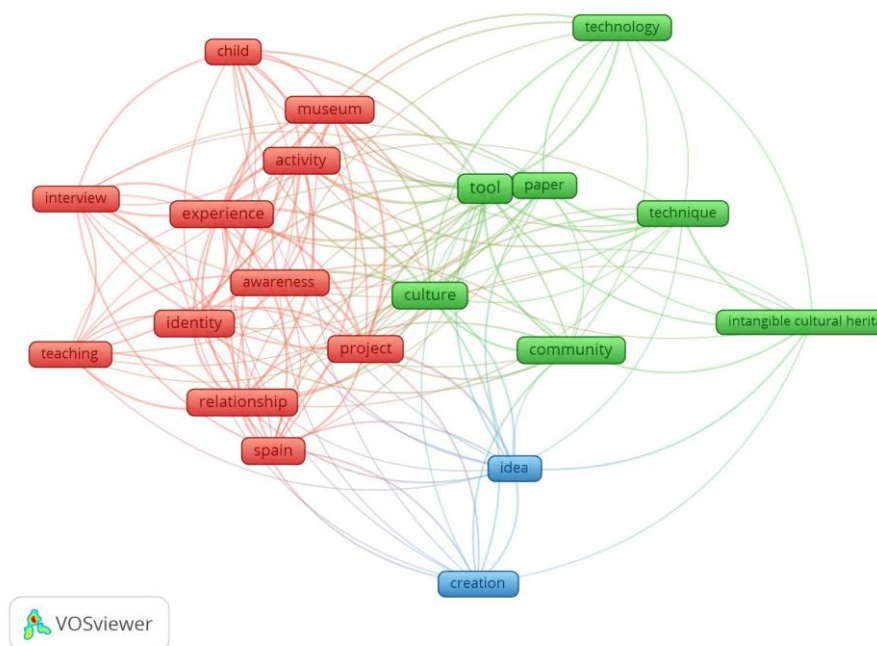 technology
child
museum
activity
tool
paper
interview
experience
technique
awareness
culture
identity
intangible cultural herita
teaching
project
community
relationship
spain
idea
creation
VOSviewer